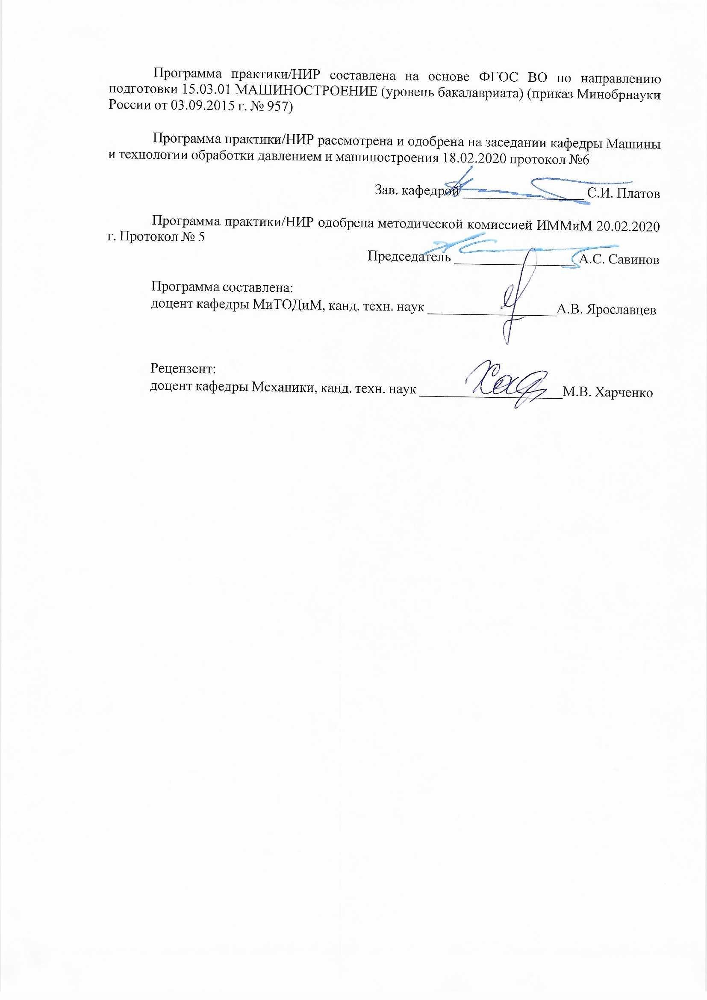 Программа практики/НИР составлена на основе ФГОС ВО по направлению
подготовки 15.03.01 МАШИНОСТРОЕНИЕ (уровень бакалавриата) (приказ Минобрнауки
России от 03.09.2015 г. № 957)
Программа практики/НИР рассмотрена и одобрена на заседании кафедры Машины
и технологии обработки давлением и машиностроения 18.02.2020 протокол №6
Зав. кафедрой ________________ С.И. Платов
Программа практики/НИР одобрена методической комиссией ИММиМ 20.02.2020
г. Протокол № 5
Председатель ________________ А.С. Савинов
Программа составлена:
доцент кафедры МиТОДиМ, канд. техн. наук _________________А.В. Ярославцев
Рецензент:
доцент кафедры Механики, канд. техн. наук ___________________М.В. Харченко